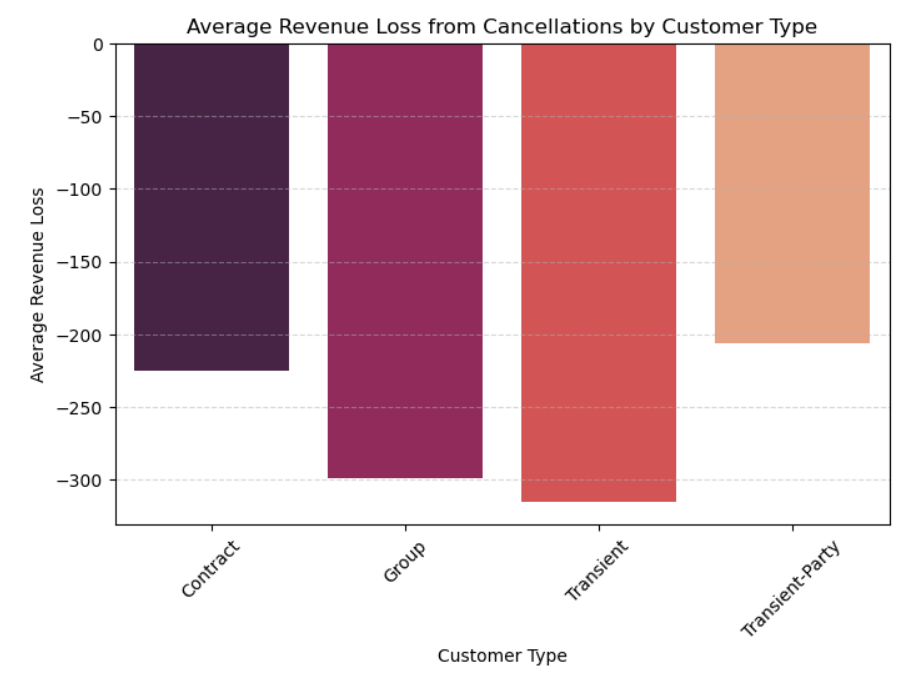 Average Revenue Loss from Cancellations by Customer Type
0
−50
−100
−150
−200
−250
−300
Average Revenue Loss
Contract
Group
Transient
Transient-Party
Customer Type